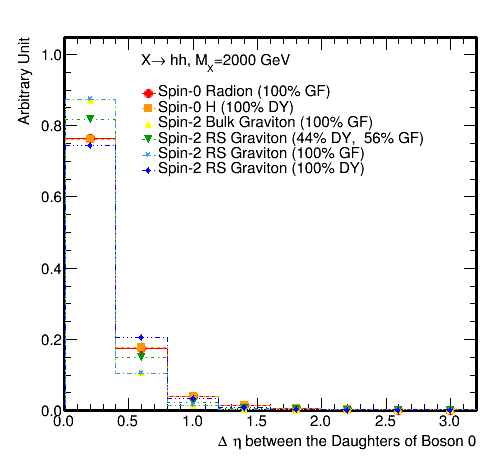 X→ hh, M_X=2000 GeV
Spin-0 Radion (100% GF)
Spin-0 H (100% DY)
Spin-2 Bulk Graviton (100% GF)
Spin-2 RS Graviton (44% DY, 56% GF)
Spin-2 RS Graviton (100% GF)
Spin-2 RS Graviton (100% DY)
Arbitrary Unit
1.0
0.8
0.6
0.4
0.2
0.0
0.0 0.5 1.0 1.5 2.0 2.5 3.0
Δ η between the Daughters of Boson 0